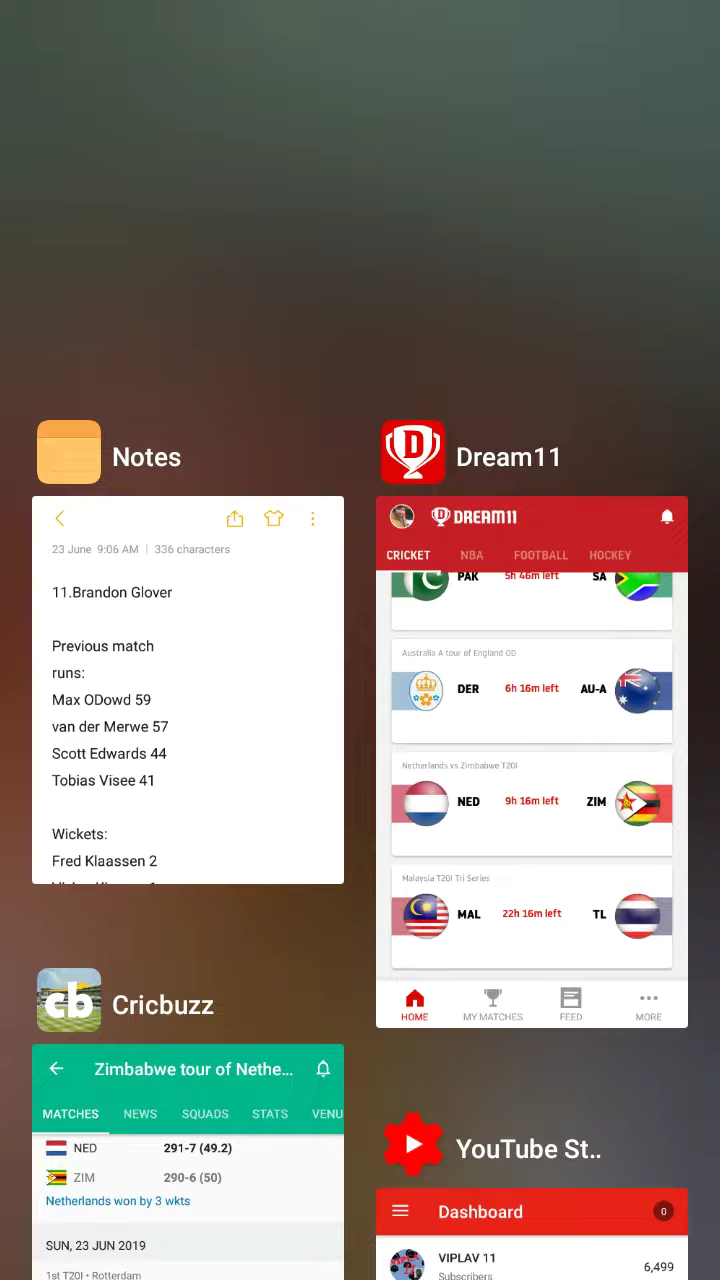 Notes
23 June 9:06 AM | 336 characters
11.Brandon Glover
Previous match
runs:
Max ODowd 59
van der Merwe 57
Scott Edwards 44
Tobias Visee 41
Wickets:
Fred Klaassen 2
Dream11
DREAM11
CRICKET NBA FOOTBALL HOCKEY
PAK 5h 46m left SA
Australia A tour of England OD
DER 6h 16m left AU-A
Netherlands vs Zimbabwe T20I
NED 9h 16m left ZIM
Malaysia T20I Tri Series
MAL 22h 16m left TL
HOME MY MATCHES FEED MORE
cb Cricbuzz
Zimbabwe tour of Nethe...
MATCHES NEWS SQUADS STATS VENU
NED 291-7 (49.2)
ZIM 290-6 (50)
Netherlands won by 3 wkts
SUN, 23 JUN 2019
1st T20I • Rotterdam
YouTube St..
Dashboard 0
VIPLAV 11
6,499
Subscribers